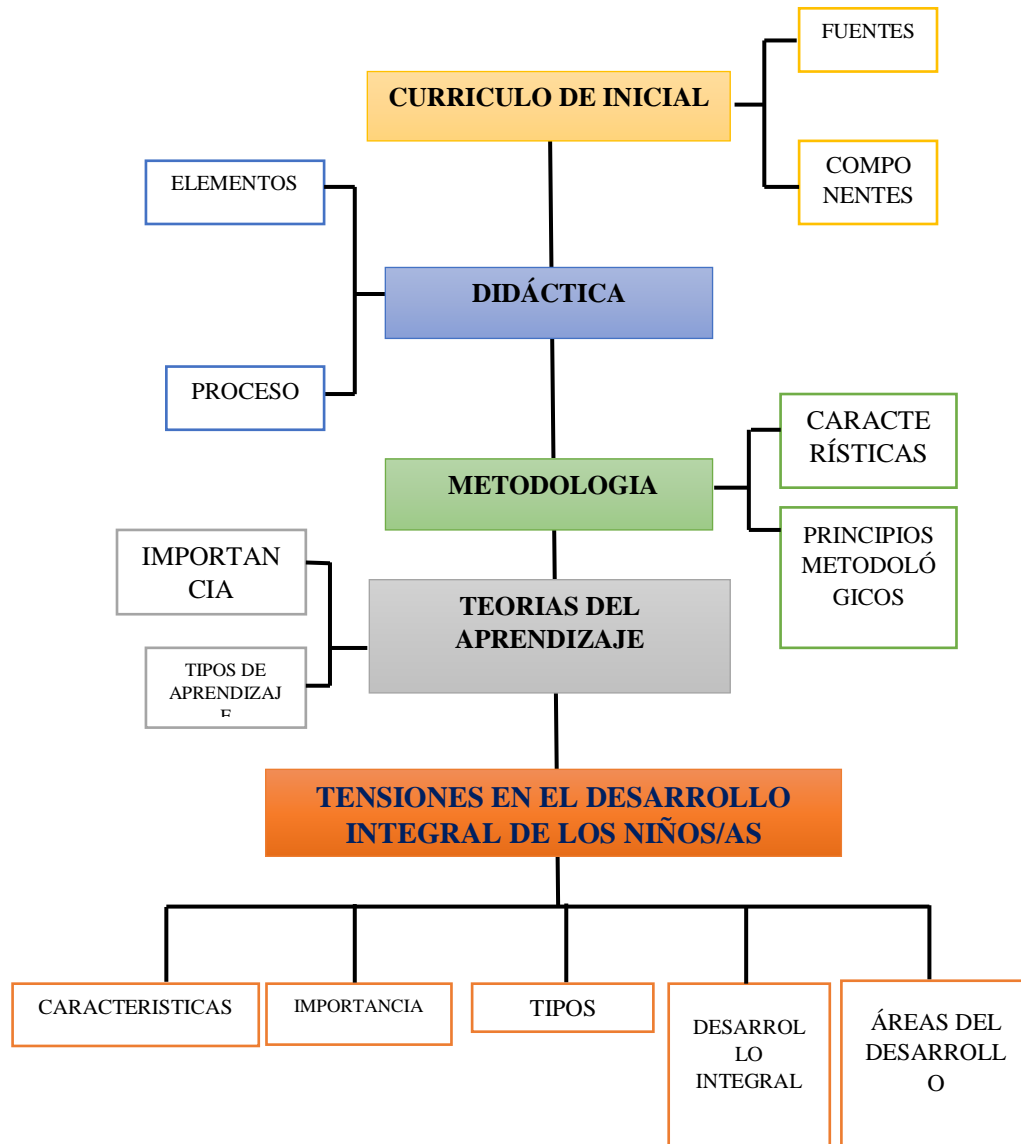 FUENTES
CURRICULO DE INICIAL
COMPO
NENTES
ELEMENTOS
DIDÁCTICA
PROCESO
CARACTE
RÍSTICAS
METODOLOGIA
PRINCIPIOS
METODOLÓ
GICOS
IMPORTAN
CIA
TEORIAS DEL
APRENDIZAJE
TIPOS DE
APRENDIZAJ
E
TENSIONES EN EL DESARROLLO
INTEGRAL DE LOS NIÑOS/AS
CARACTERISTICAS
IMPORTANCIA
TIPOS
DESARROL
LO
INTEGRAL
ÁREAS DEL
DESARROLL
O